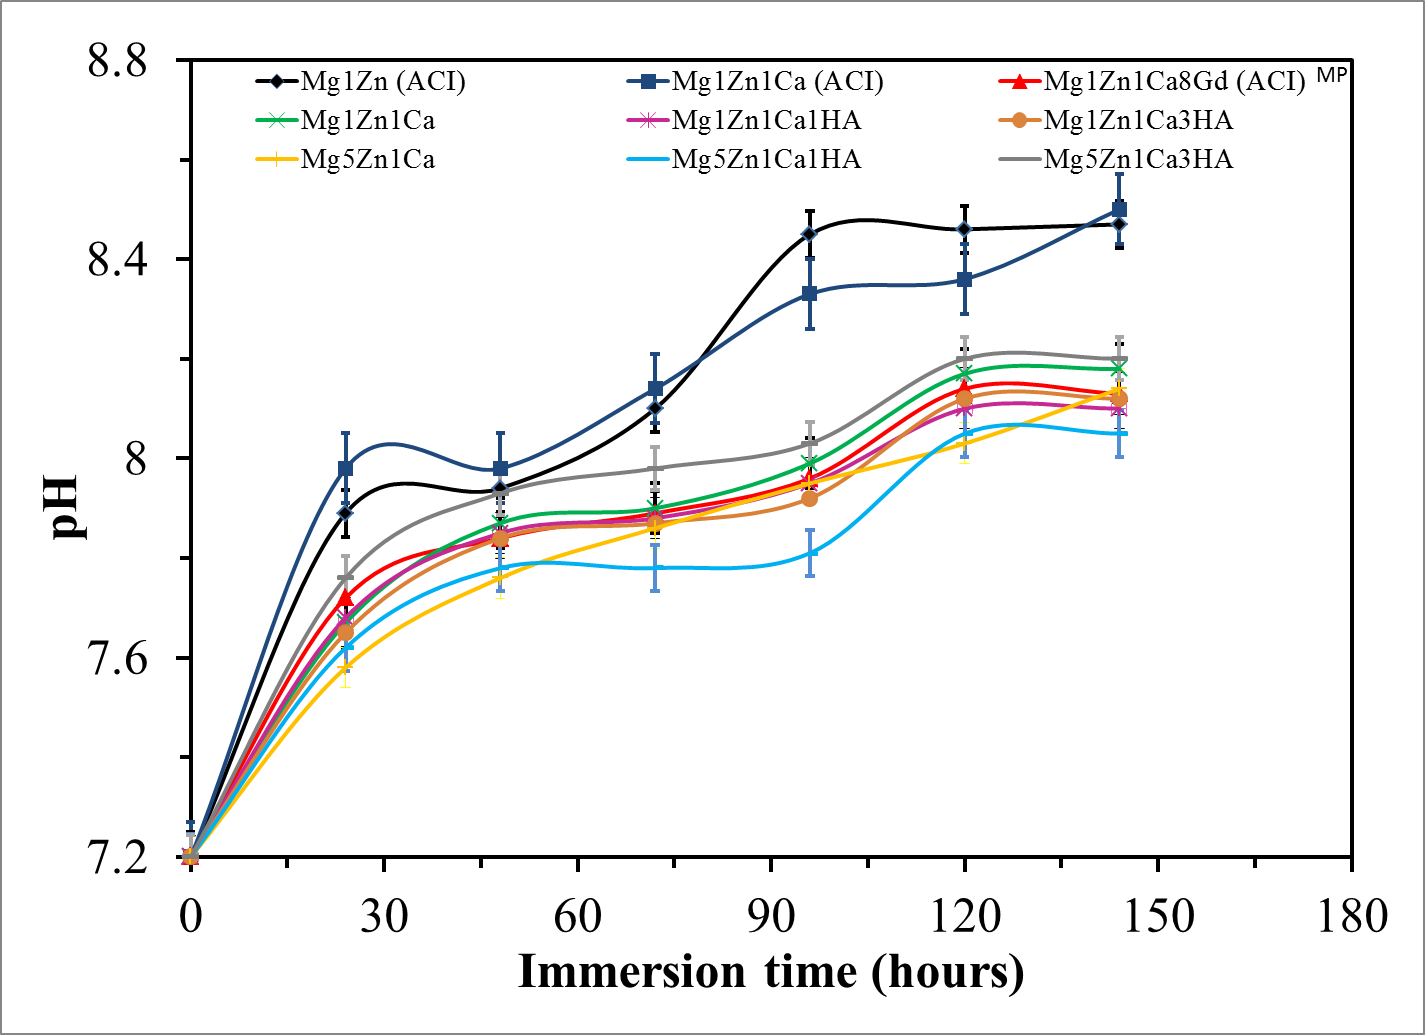 8.8
Mg1Zn (ACI) Mg1Zn1Ca (ACI) Mg1Zn1Ca8Gd (ACI) MP
Mg1Zn1Ca Mg1Zn1Ca1HA Mg1Zn1Ca3HA
Mg5Zn1Ca Mg5Zn1Ca1HA Mg5Zn1Ca3HA
8.4
8
7.6
7.2
pH
0 30 60 90 120 150 180
Immersion time (hours)